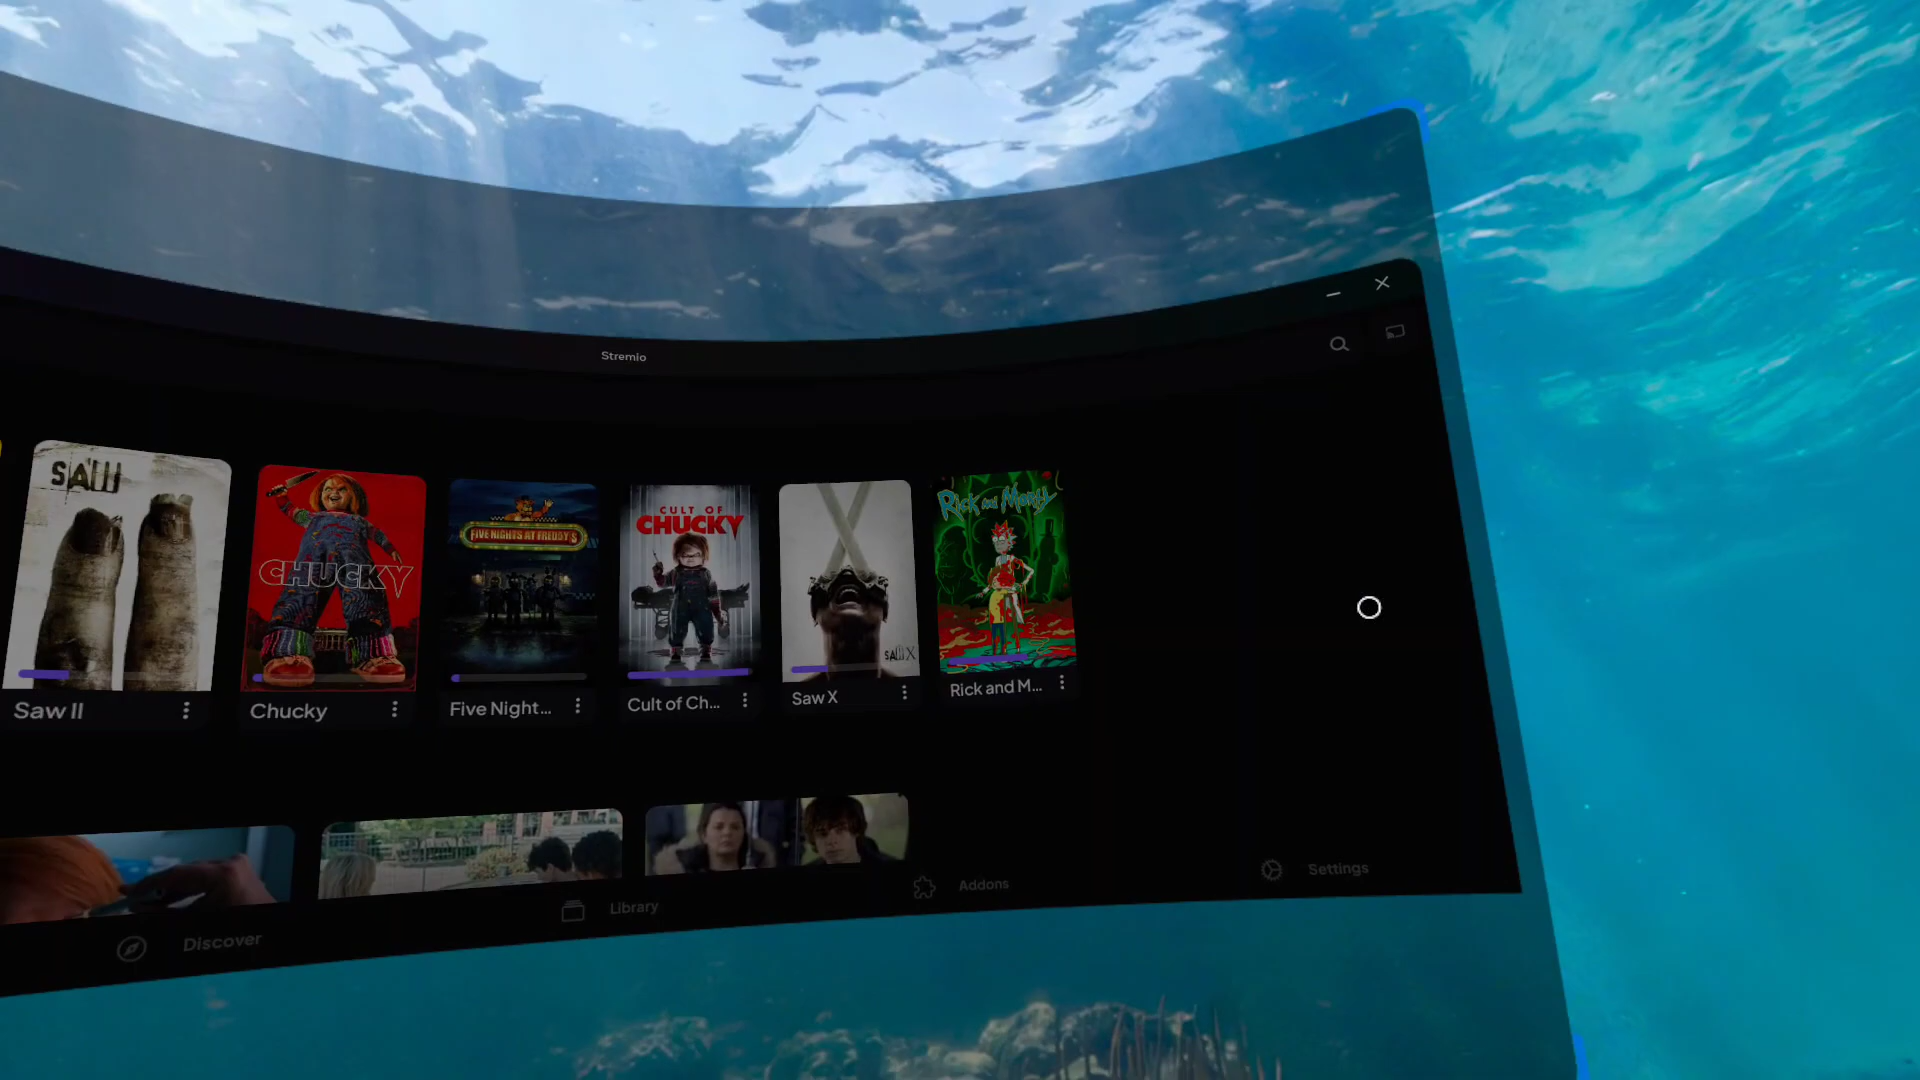 Stremio
SAW
CHUCKY
FIVE NIGHTS AT FREDDY'S
CULT OF
CHUCKY
SAW X
Rick and Morty
Saw II
Chucky
Five Night...
Cult of Ch...
Saw X
Rick and M...
Discover
Library
Addons
Settings